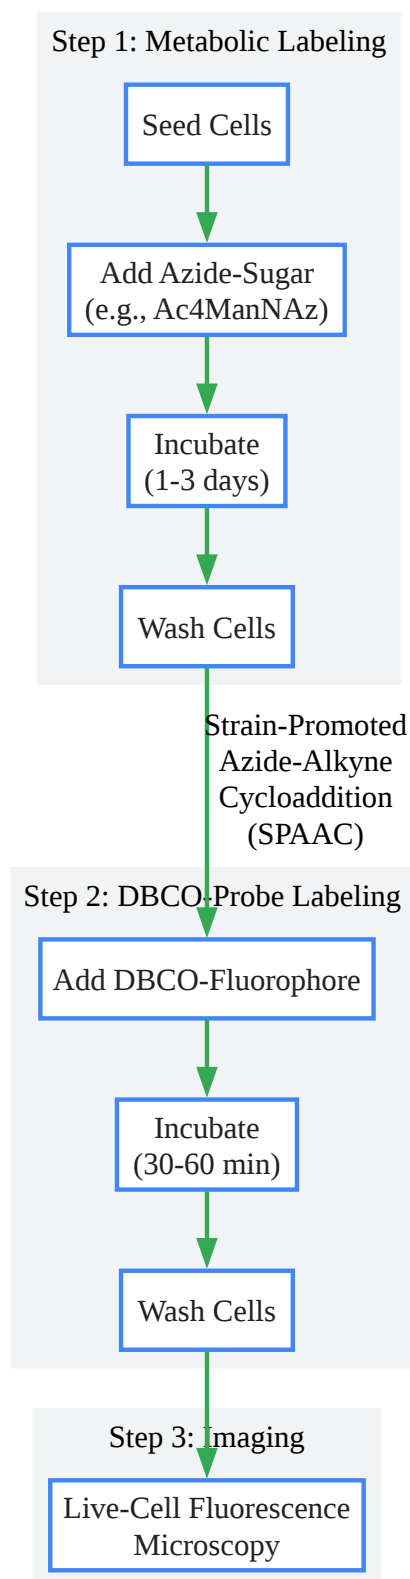 Step 1: Metabolic Labeling
Seed Cells
Add Azide-Sugar
(e.g., Ac4ManNAz)
Incubate
(1-3 days)
Wash Cells
Strain-Promoted
Azide-Alkyne
Cycloaddition
(SPAAC)
Step 2: DBCO-Probe Labeling
Add DBCO-Fluorophore
Incubate
(30-60 min)
Wash Cells
Step 3: Imaging
Live-Cell Fluorescence
Microscopy